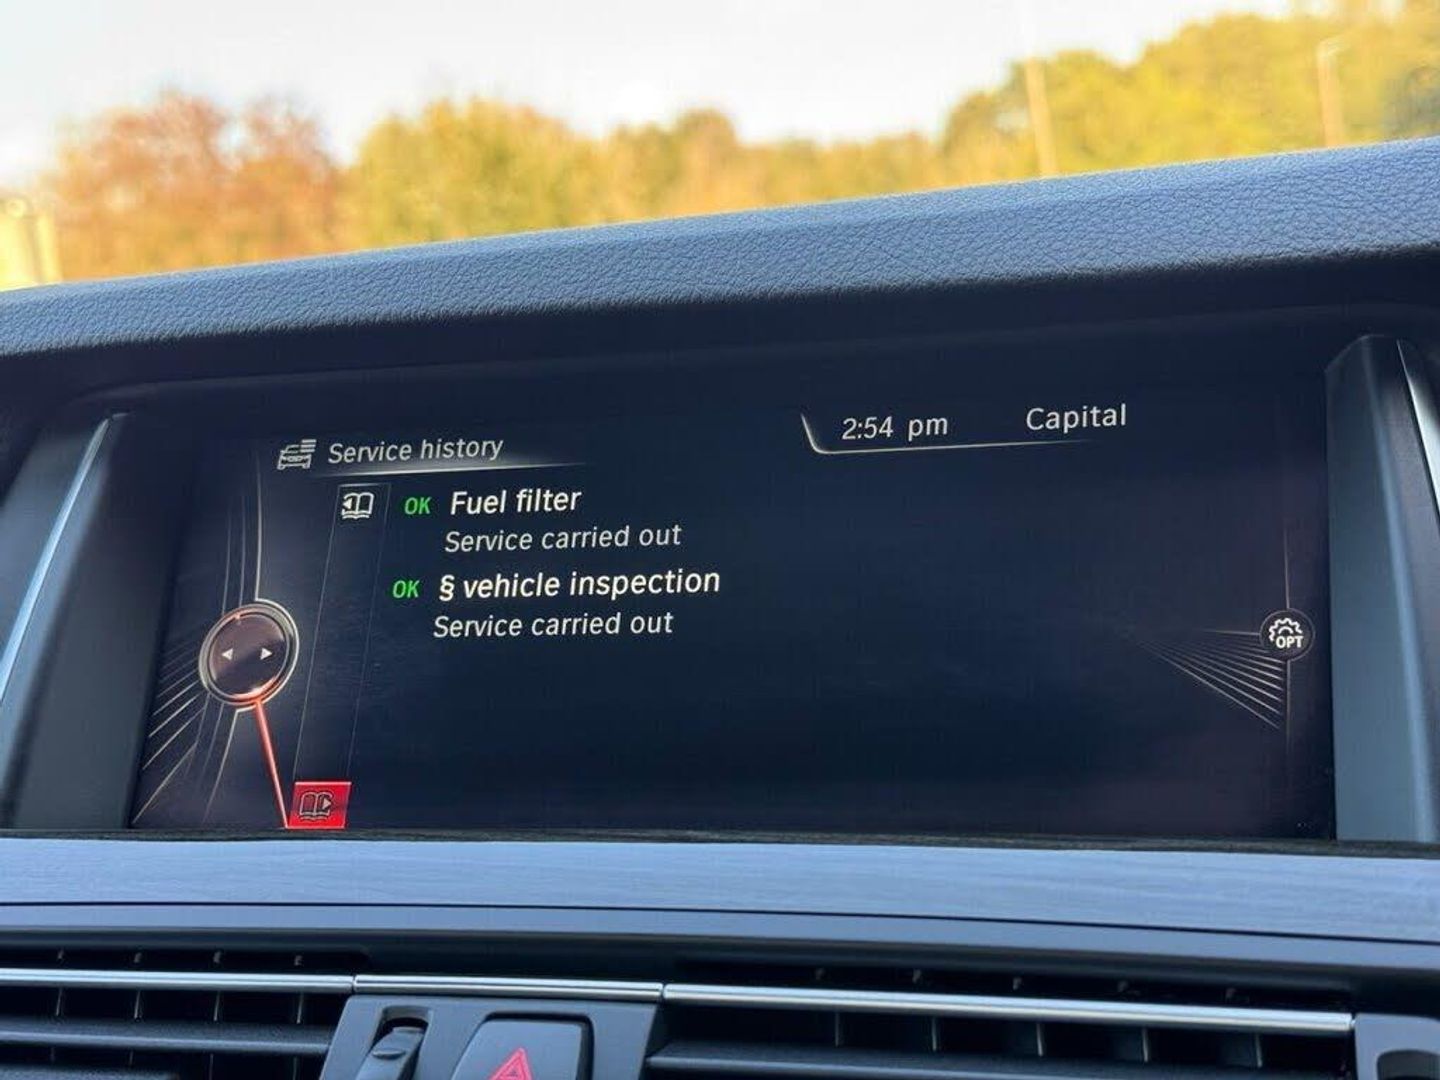 Service history
2:54 pm
Capital
OK Fuel filter
Service carried out
OK § vehicle inspection
Service carried out
OPT